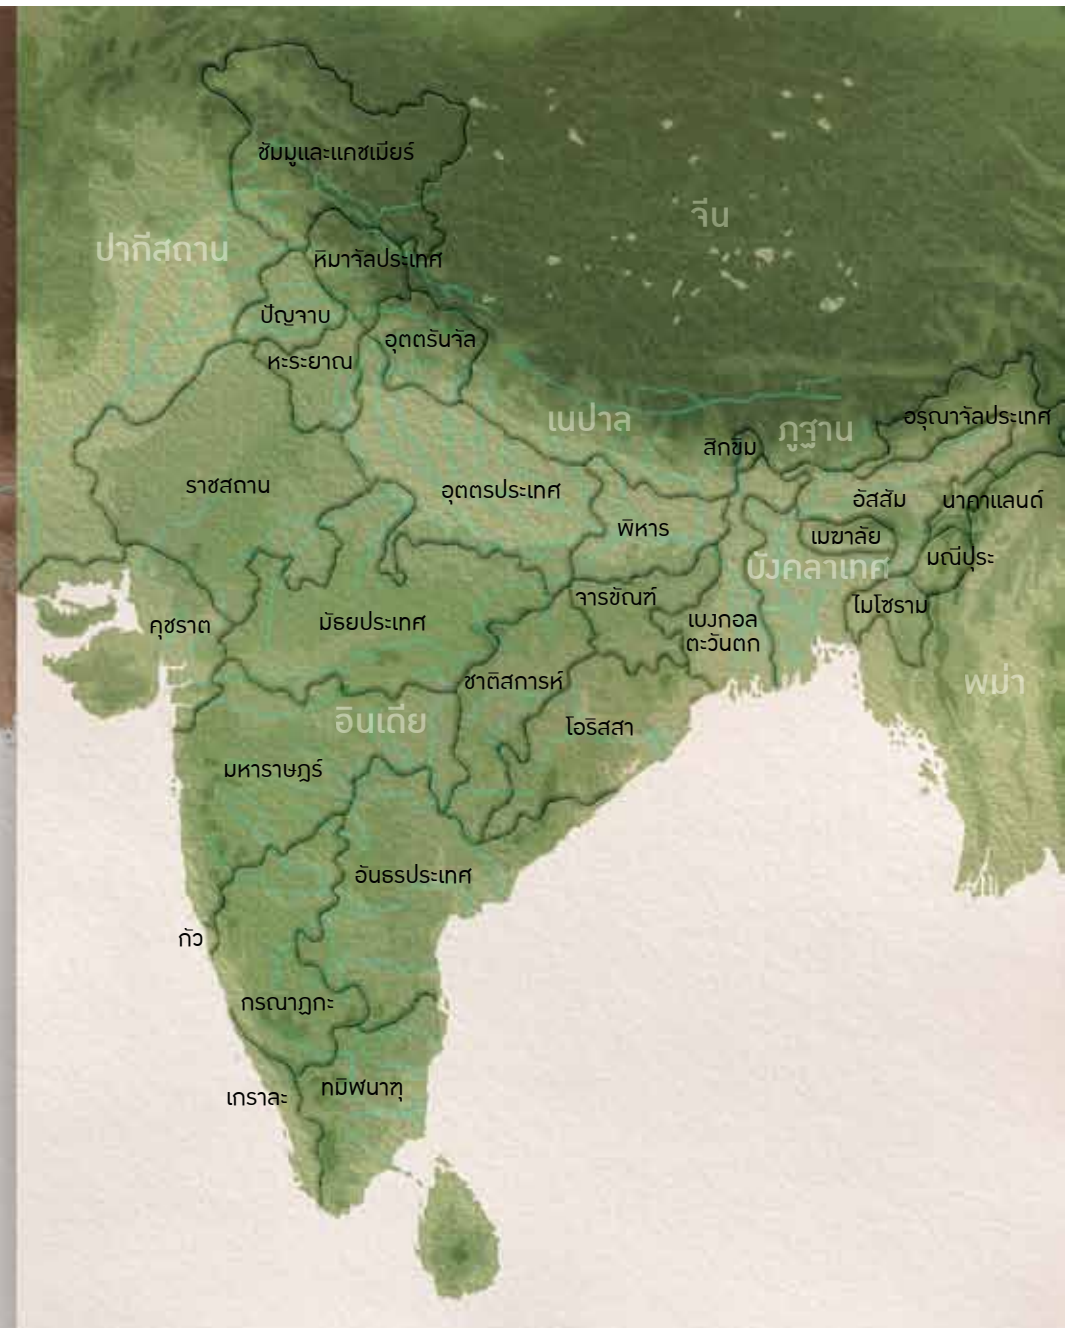 ชัมมูและแคชเมียร์
จีน
ปากีสถาน
หิมาจัลประเทศ
ปัญจาบ
อุตตรันจัล
หะระยาณ
เนปาล
ภูฐาน
อรุณาจัลประเทศ
สิกขิม
ราชสถาน
อุตตรประเทศ
อัสสัม
นาคาแลนด์
พิหาร
เมฆาลัย
มณีปุระ
บังคลาเทศ
จารขัณฑ์
ไมโซราม
คุชราต
มัธยประเทศ
เบงกอล
ตะวันตก
ชาติสการห์
พม่า
อินเดีย
โอริสสา
มหาราษฎร์
อันธรประเทศ
กัว
กรณาฏกะ
เกราละ
ทมิฬนาฑุ